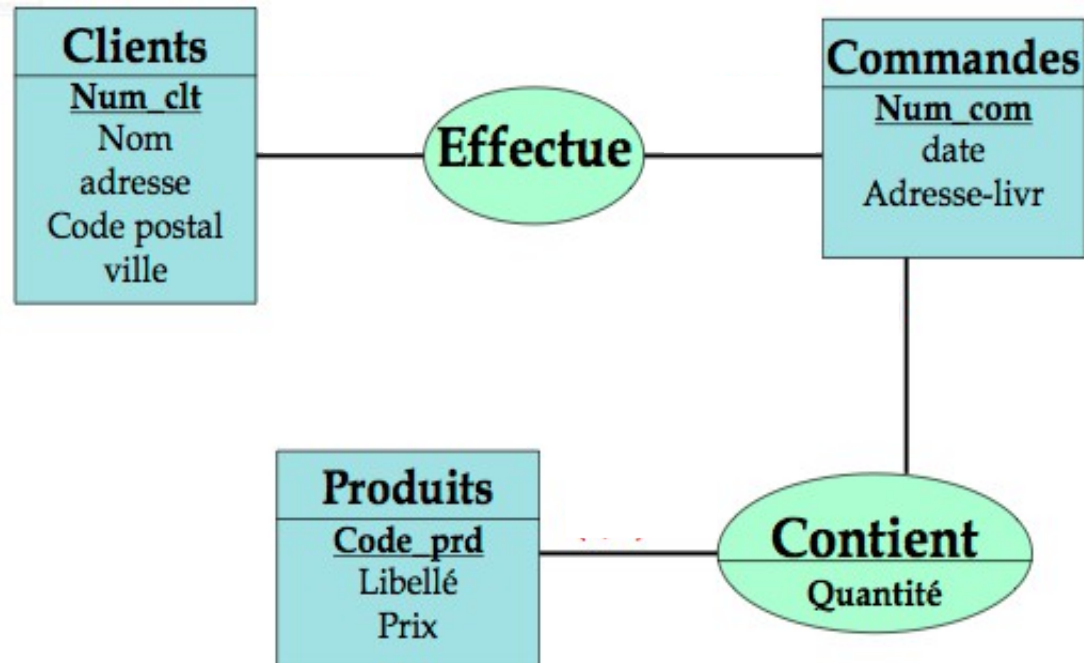 Clients
Num_clt
Nom
adresse
Code postal
ville
Effectue
Commandes
Num_com
date
Adresse-livr
Produits
Code_prd
Libellé
Prix
Contient
Quantité